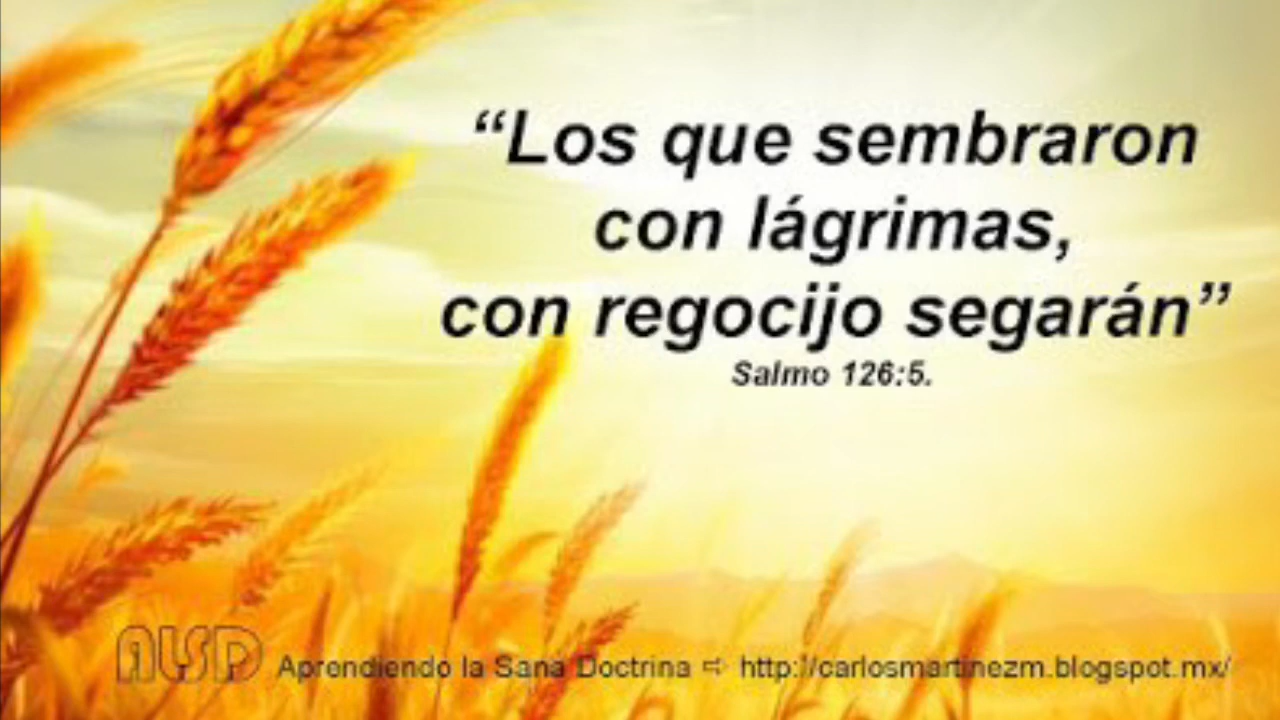 “Los que sembraron
con lágrimas,
con regocijo segarán”
Salmo 126:5.
Aprendiendo la Sana Doctrina ⇨ http://carlosmartinezm.blogspot.mx/